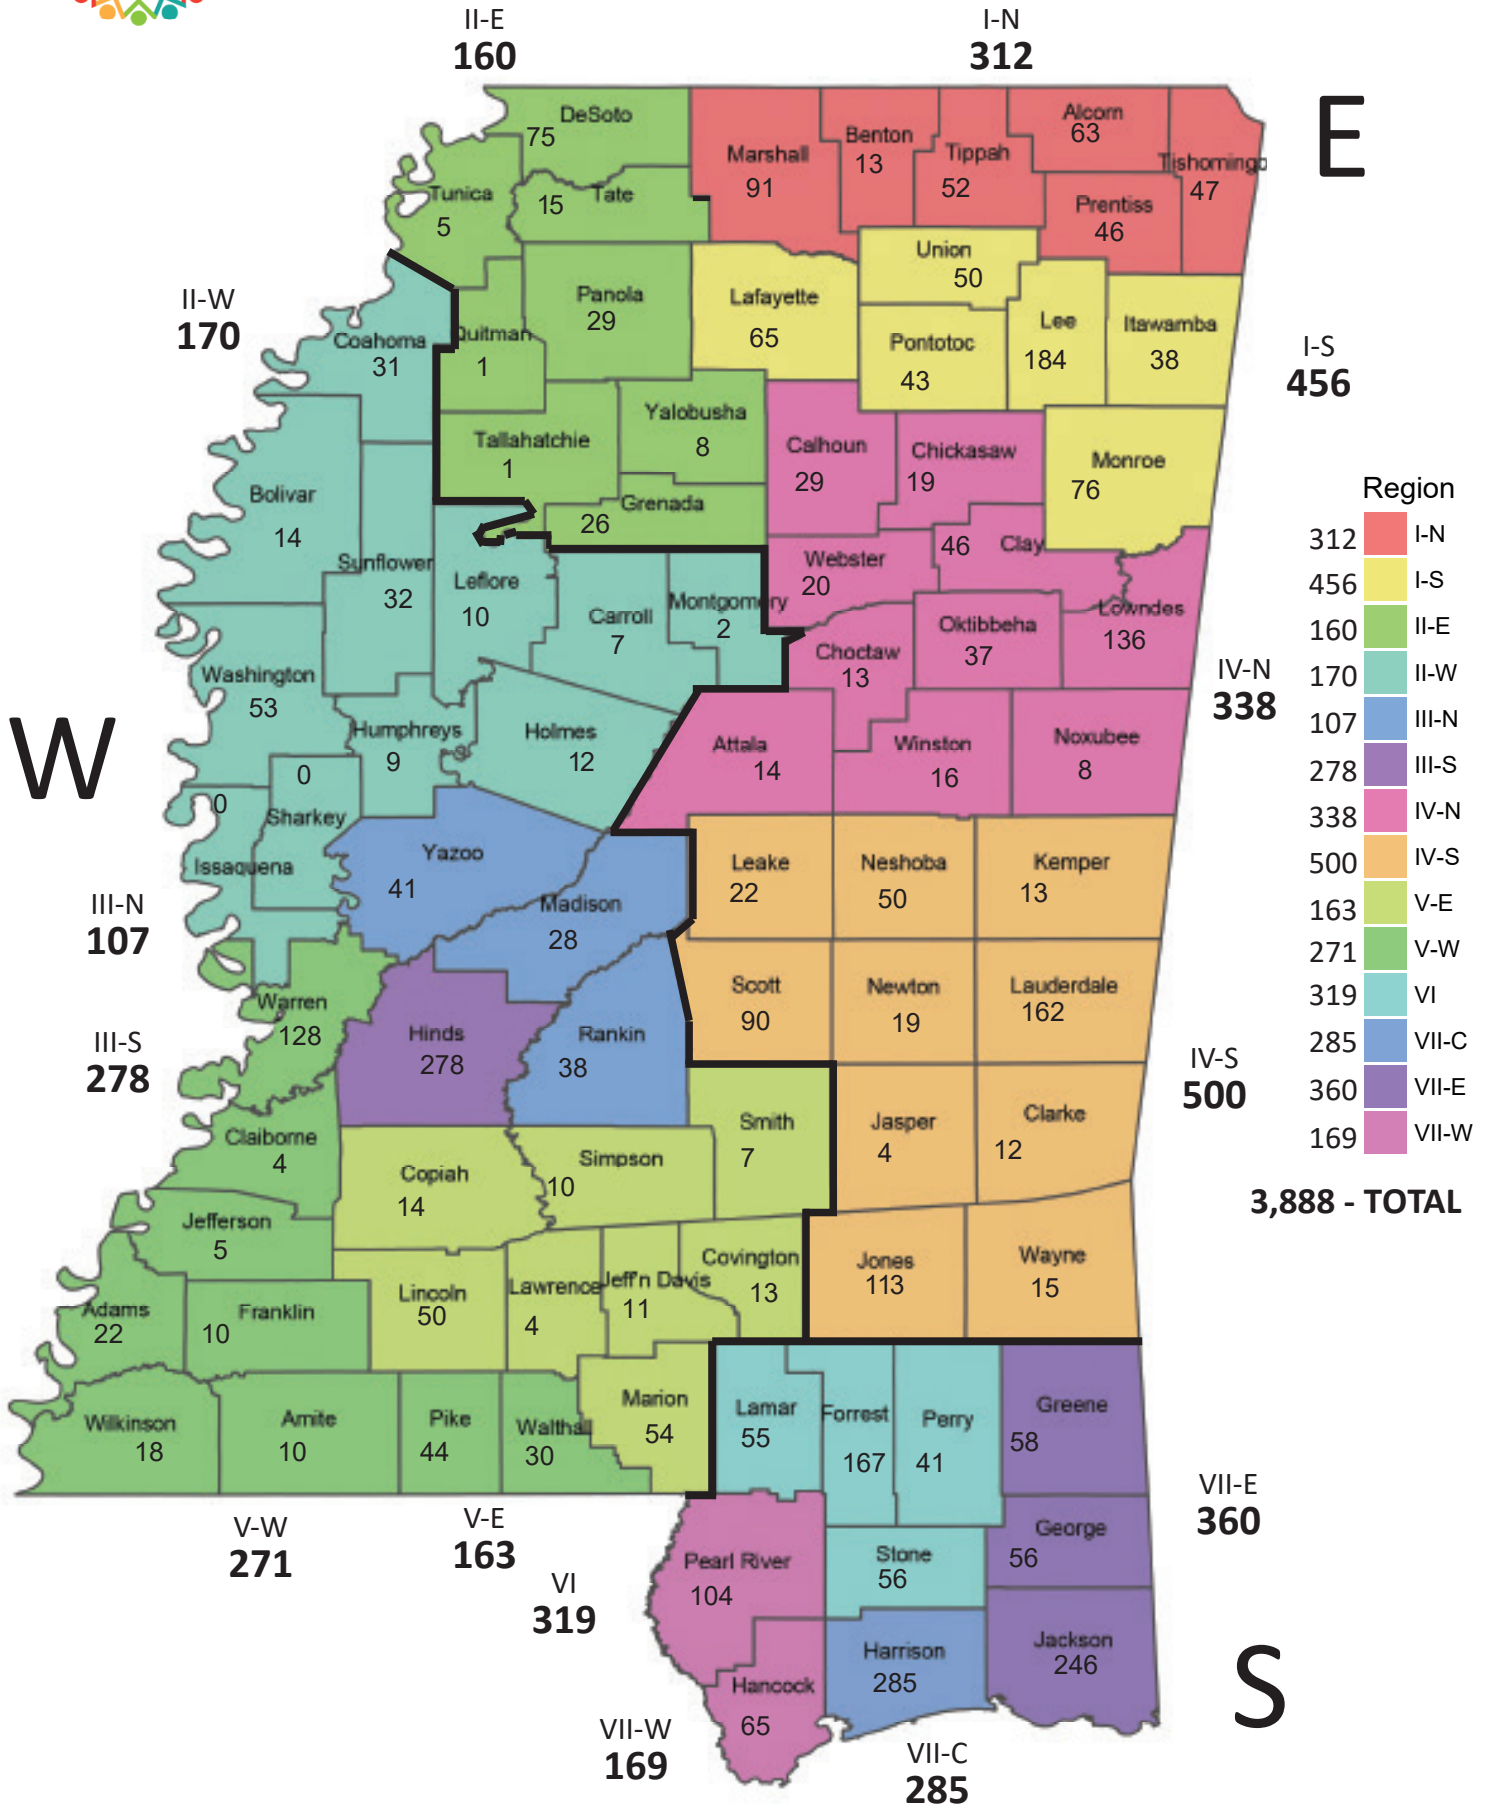 II-E
160
I-N
312
E
DeSoto
75
Marshall
91
Benton
13
Tippah
52
Alcorn
63
Tishomingo
47
Tunica
5
15 Tate
Prentiss
46
Union
50
II-W
170
Coahoma
31
Quitman
1
Panola
29
Lafayette
65
Pontotoc
43
Lee
184
Itawamba
38
I-S
456
Tallahatchie
1
Yalobusha
8
Calhoun
29
Chickasaw
19
Monroe
76
Bolivar
14
Grenada
26
Sunflower
32
Leflore
10
Carroll
7
Montgomery
2
Webster
20
46 Clay
Choctaw
13
Oktibbeha
37
Lowndes
136
IV-N
338
W
Washington
53
Humphreys
9
Holmes
12
Attala
14
Winston
16
Noxubee
8
0
Sharkey
0
Issaquena
Yazoo
41
Madison
28
Leake
22
Neshoba
50
Kemper
13
III-N
107
Warren
128
Hinds
278
Rankin
38
Scott
90
Newton
19
Lauderdale
162
III-S
278
IV-S
500
Claiborne
4
Copiah
14
Simpson
10
Smith
7
Jasper
4
Clarke
12
Jefferson
5
Adams
22
Franklin
10
Lincoln
50
Lawrence
4
Jeff'n Davis
11
Covington
13
Jones
113
Wayne
15
Wilkinson
18
Amite
10
Pike
44
Walthall
30
Marion
54
Lamar
55
Forrest
167
Perry
41
Greene
58
V-W
271
V-E
163
VI
319
Pearl River
104
Stone
56
George
56
VII-E
360
Hancock
65
Harrison
285
Jackson
246
S
VII-W
169
VII-C
285
Region
312 I-N
456 I-S
160 II-E
170 II-W
107 III-N
278 III-S
338 IV-N
500 IV-S
163 V-E
271 V-W
319 VI
285 VII-C
360 VII-E
169 VII-W
3,888 - TOTAL